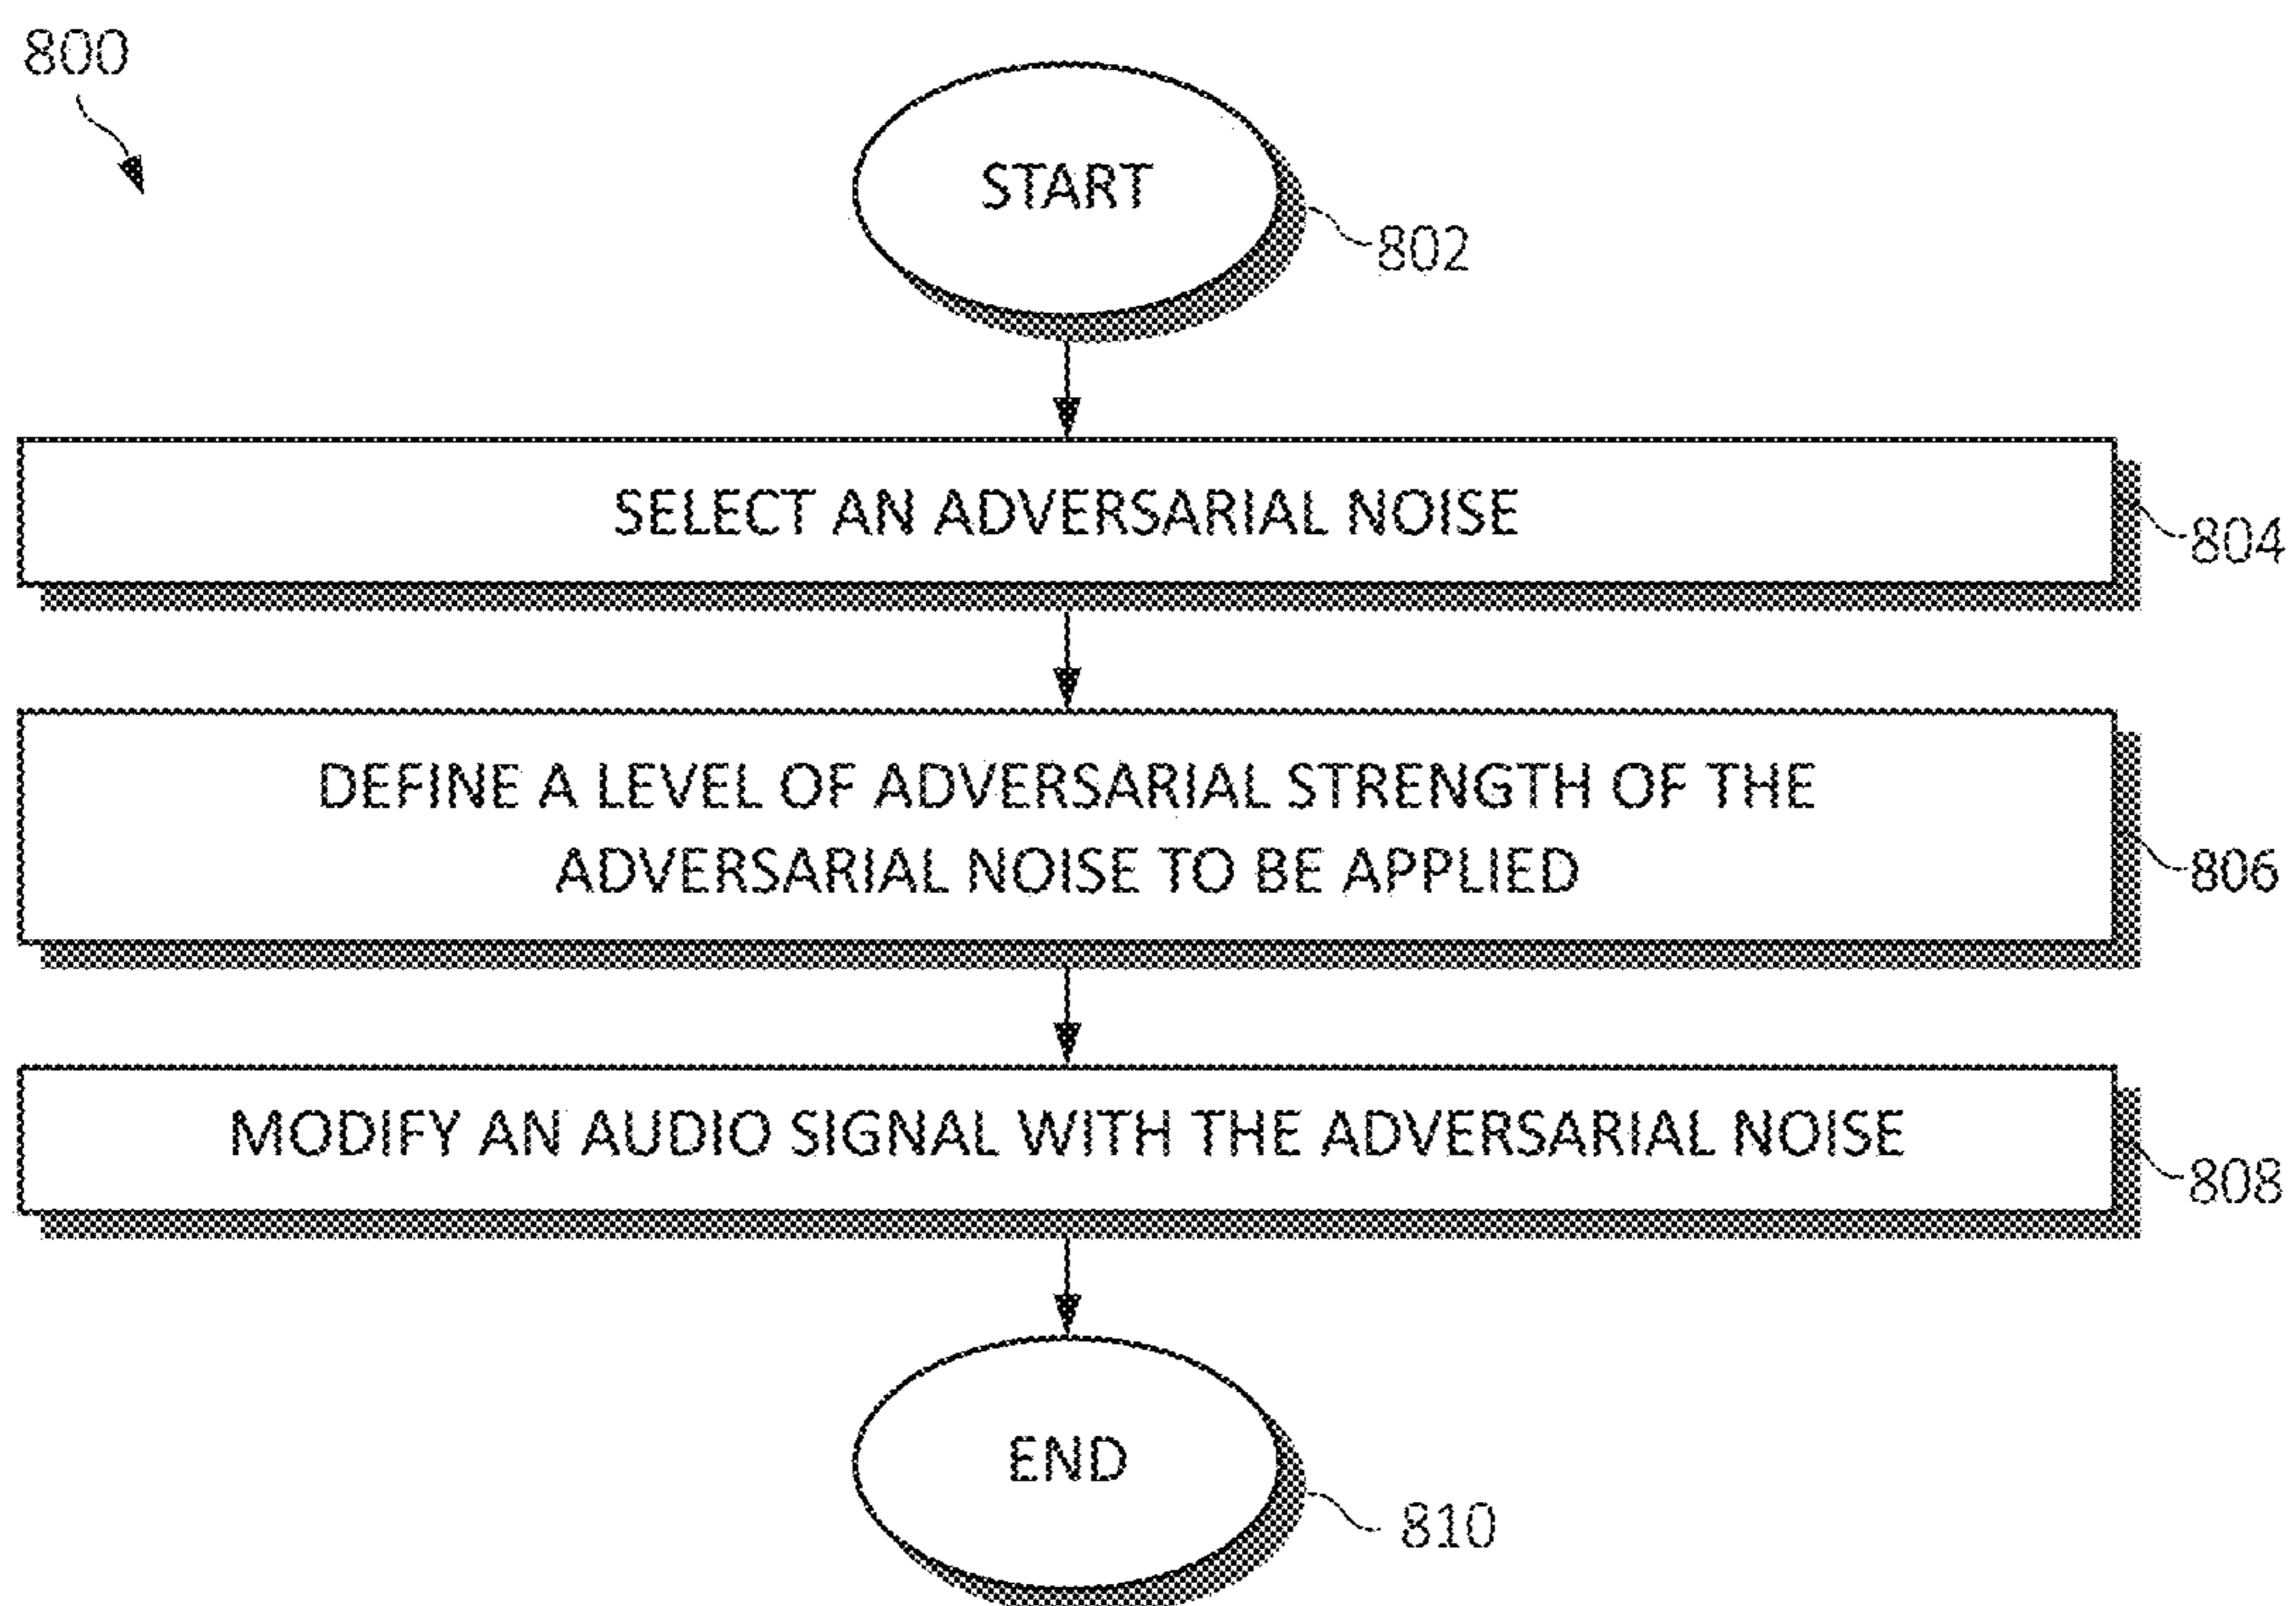 800
START
802
SELECT AN ADVERSARIAL NOISE
804
DEFINE A LEVEL OF ADVERSARIAL STRENGTH OF THE
ADVERSARIAL NOISE TO BE APPLIED
806
MODIFY AN AUDIO SIGNAL WITH THE ADVERSARIAL NOISE
808
END
810